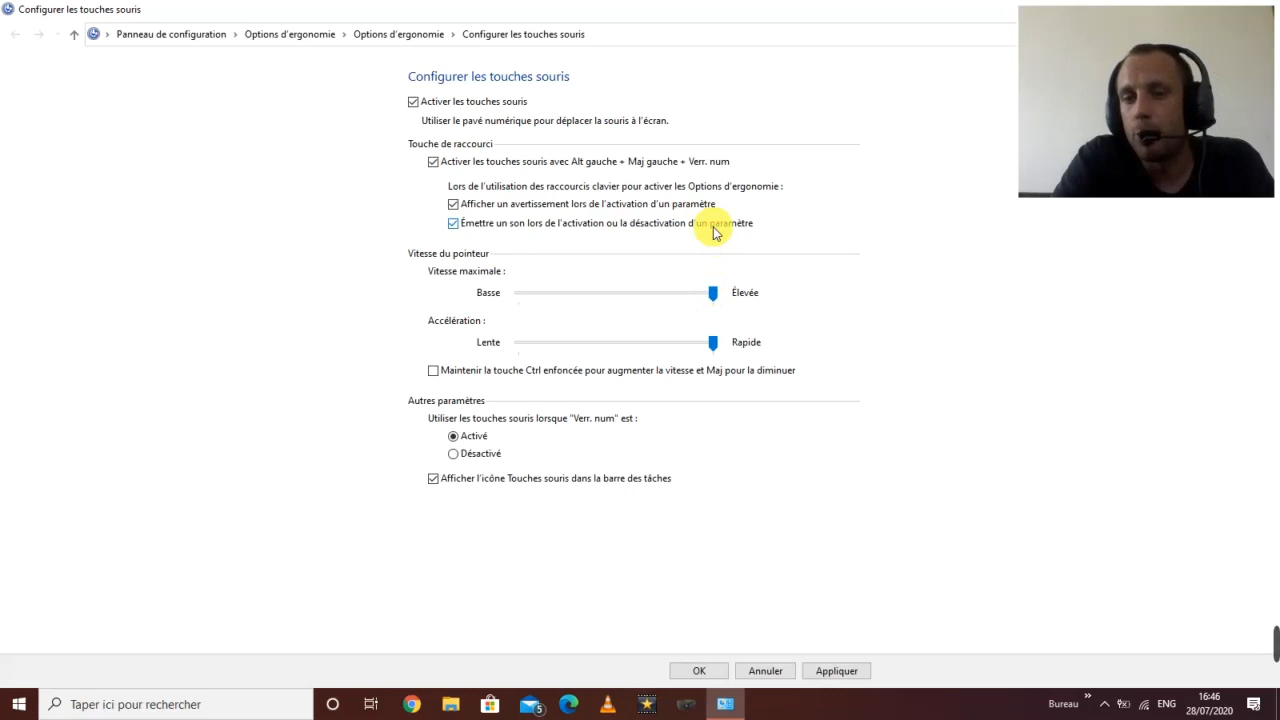 Configurer les touches souris
Panneau de configuration > Options d'ergonomie > Options d'ergonomie > Configurer les touches souris
Configurer les touches souris
Activer les touches souris
Utiliser le pavé numérique pour déplacer la souris à l'écran.
Touche de raccourci
Activer les touches souris avec Alt gauche + Maj gauche + Verr. num
Lors de l'utilisation des raccourcis clavier pour activer les Options d'ergonomie :
Afficher un avertissement lors de l'activation d'un paramètre
Émettre un son lors de l'activation ou la désactivation d'un paramètre
Vitesse du pointeur
Vitesse maximale :
Basse Élevée
Accélération :
Lente Rapide
Maintenir la touche Ctrl enfoncée pour augmenter la vitesse et Maj pour la diminuer
Autres paramètres
Utiliser les touches souris lorsque "Verr. num" est :
Activé
Désactivé
Afficher l'icône Touches souris dans la barre des tâches
OK Annuler Appliquer
Taper ici pour rechercher 5 Bureau » ENG 16:46
28/07/2020